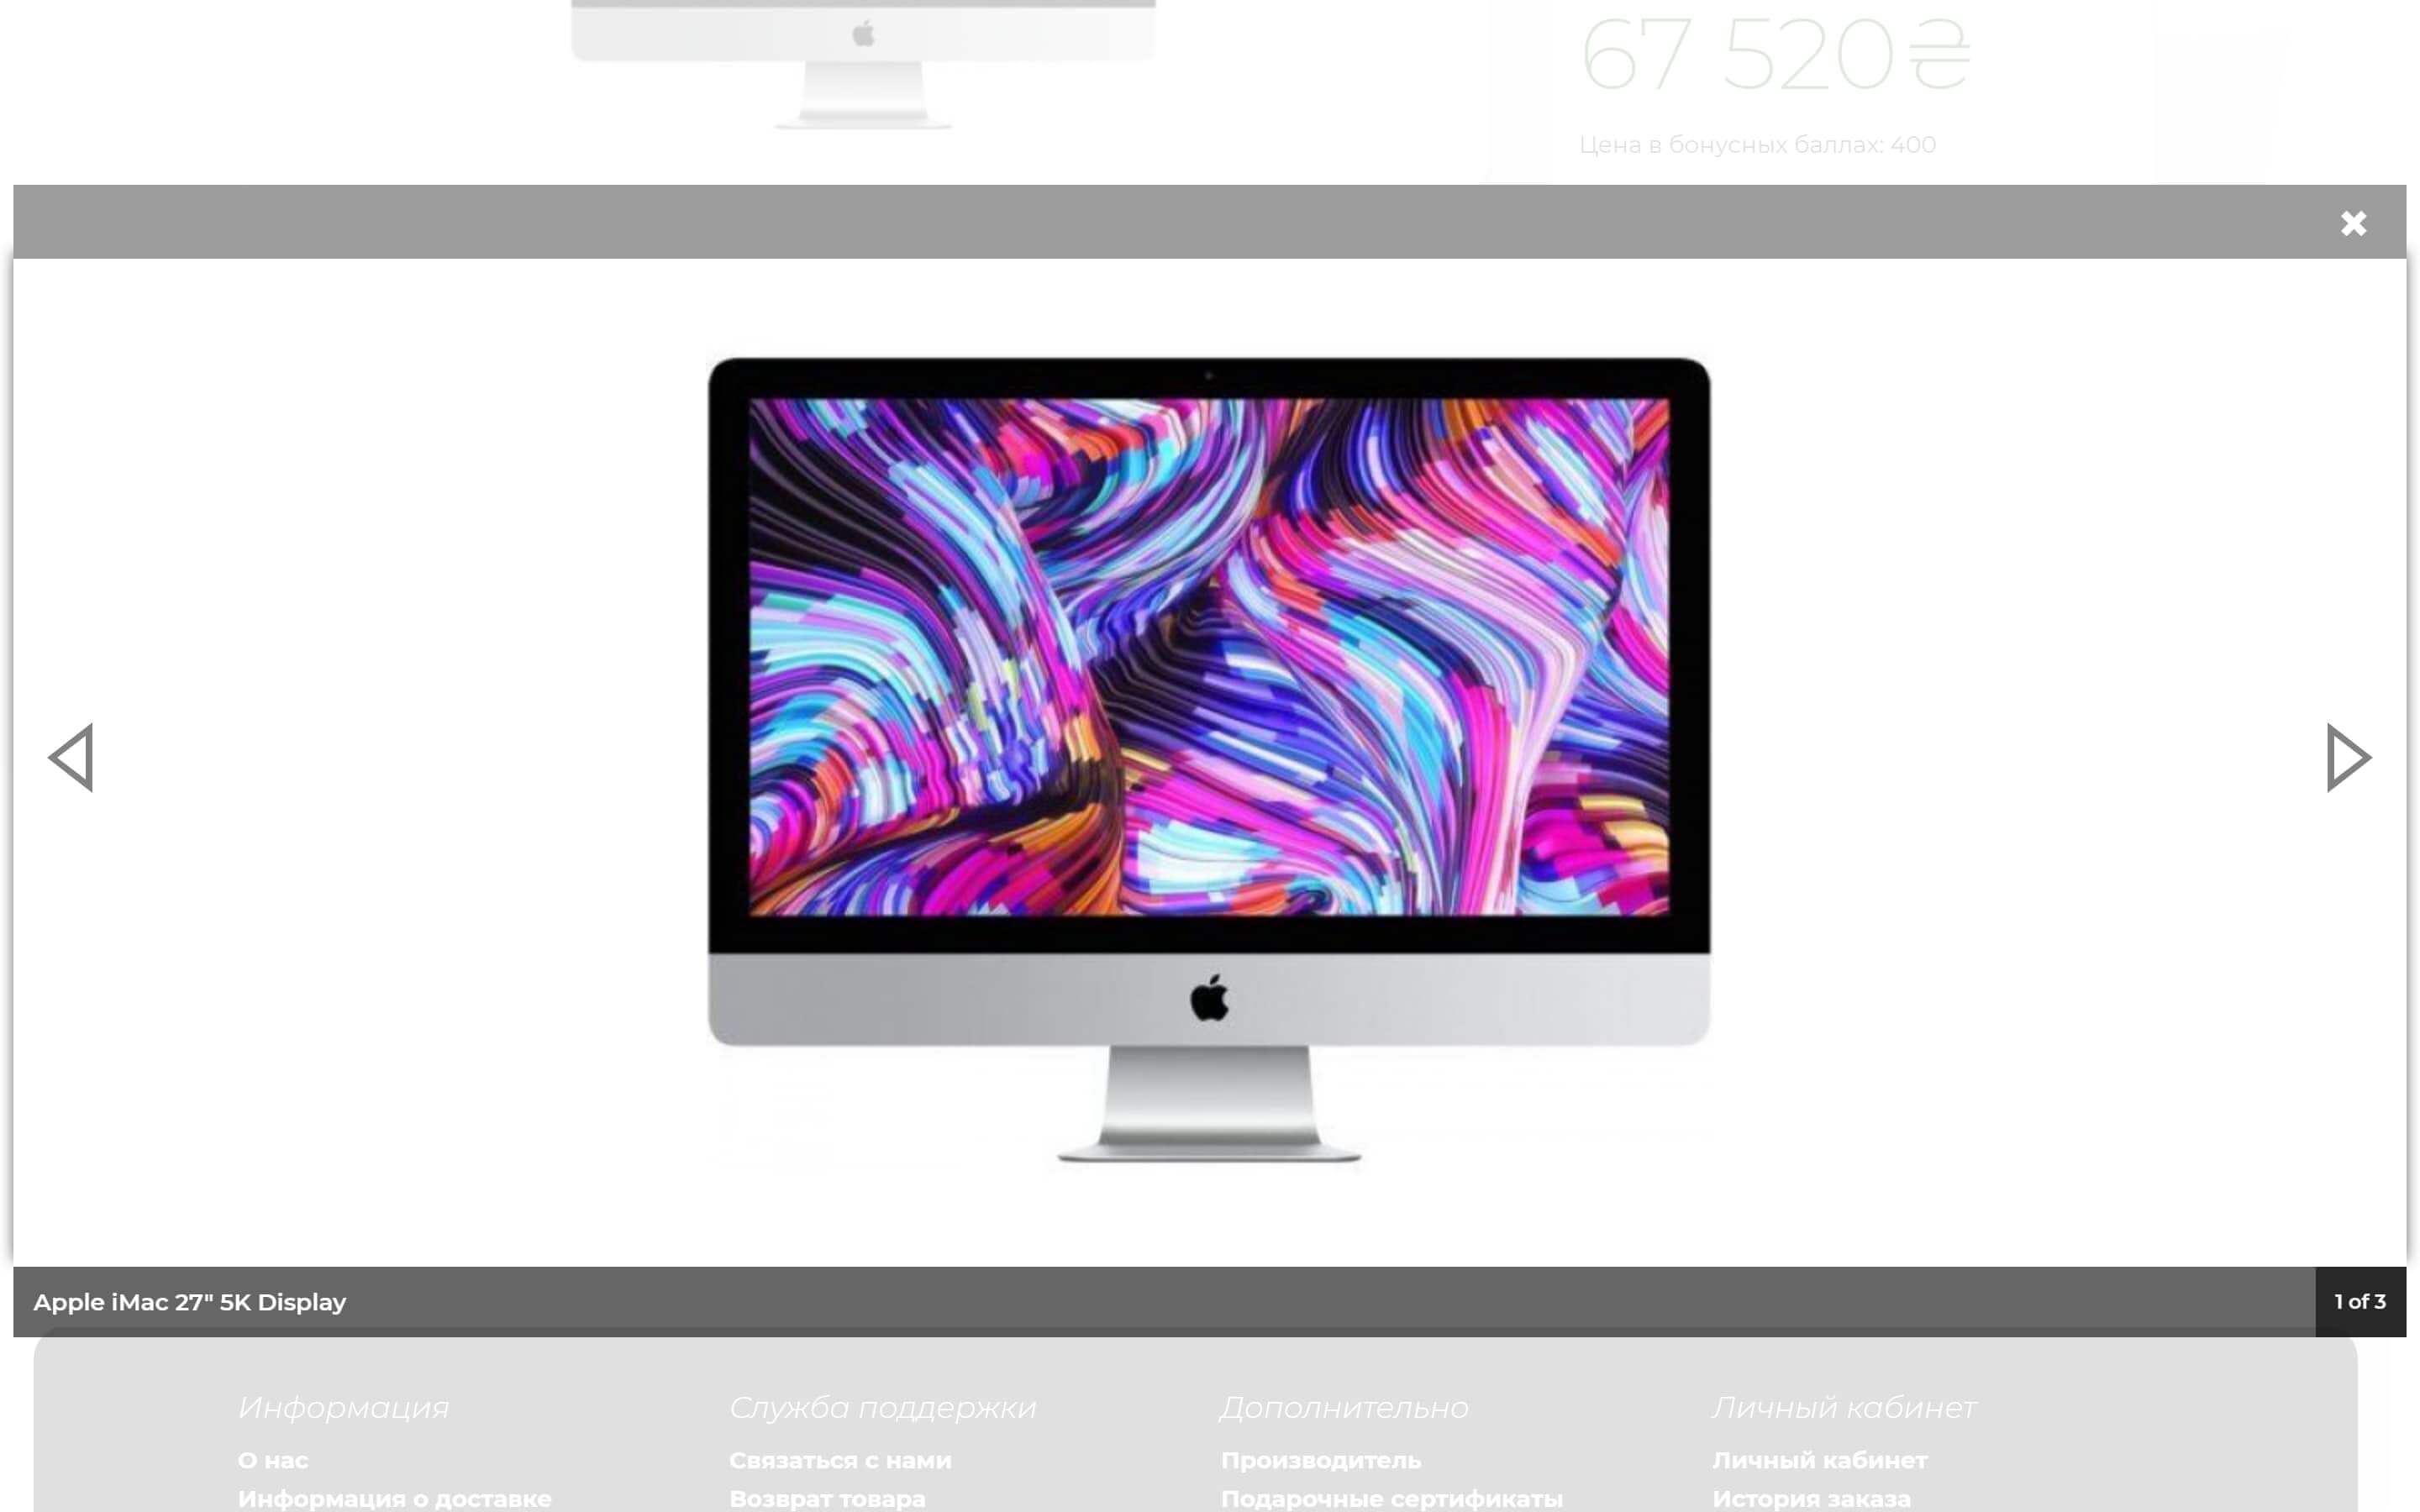 67 520₴
Цена в бонусных баллах: 400
Apple iMac 27" 5K Display
1 of 3
Информация
О нас
Информация о доставке
Служба поддержки
Связаться с нами
Возврат товара
Дополнительно
Производитель
Подарочные сертификаты
Личный кабинет
Личный кабинет
История заказа